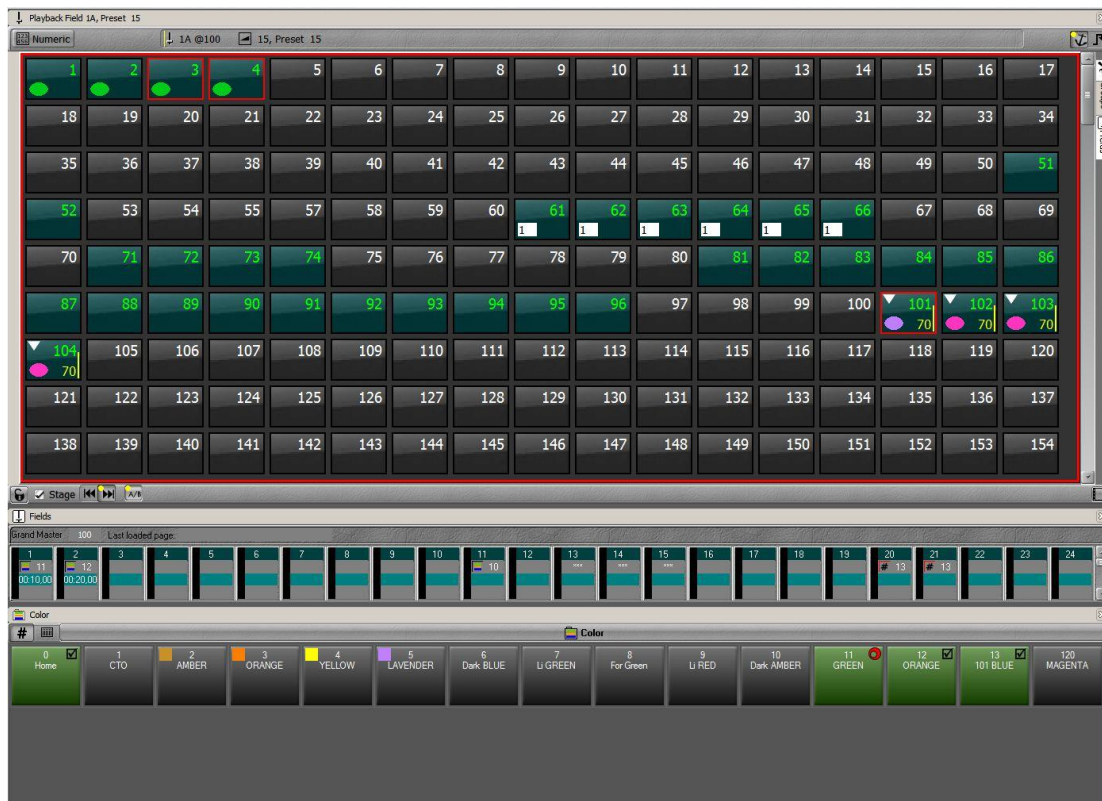 Playback Field 1A, Preset 15
Numeric 1A @100 15, Preset 15
1 2 3 4 5 6 7 8 9 10 11 12 13 14 15 16 17
18 19 20 21 22 23 24 25 26 27 28 29 30 31 32 33 34
35 36 37 38 39 40 41 42 43 44 45 46 47 48 49 50 51
52 53 54 55 57 58 59 60 61 62 63 64 65 66 67 68 69
1 1 1 1 1 1
70 71 72 73 74 75 76 77 78 79 80 81 82 83 84 85 86
87 88 89 90 91 92 93 94 95 96 97 98 99 100 101 102 103
70 70 70
104 105 106 107 108 109 110 111 112 113 114 115 116 117 118 119 120
70
121 122 123 124 125 126 127 128 129 130 131 132 133 134 135 136 137
138 139 140 141 142 143 144 145 146 147 148 149 150 151 152 153 154
Stage A/B
Fields
Grand Master 100 Last loaded page:
1 2 3 4 5 6 7 8 9 10 11 12 13 14 15 16 17 18 19 20 21 22 23 24
11 12 10 *** *** *** # 13 # 13
00:10,00 00:20,00
Color
# Color
0 1 2 3 4 5 6 7 8 9 10 11 12 13 120
Home CTO AMBER ORANGE YELLOW LAVENDER Dark BLUE Li GREEN For Green Li RED Dark AMBER GREEN ORANGE 101 BLUE MAGENTA